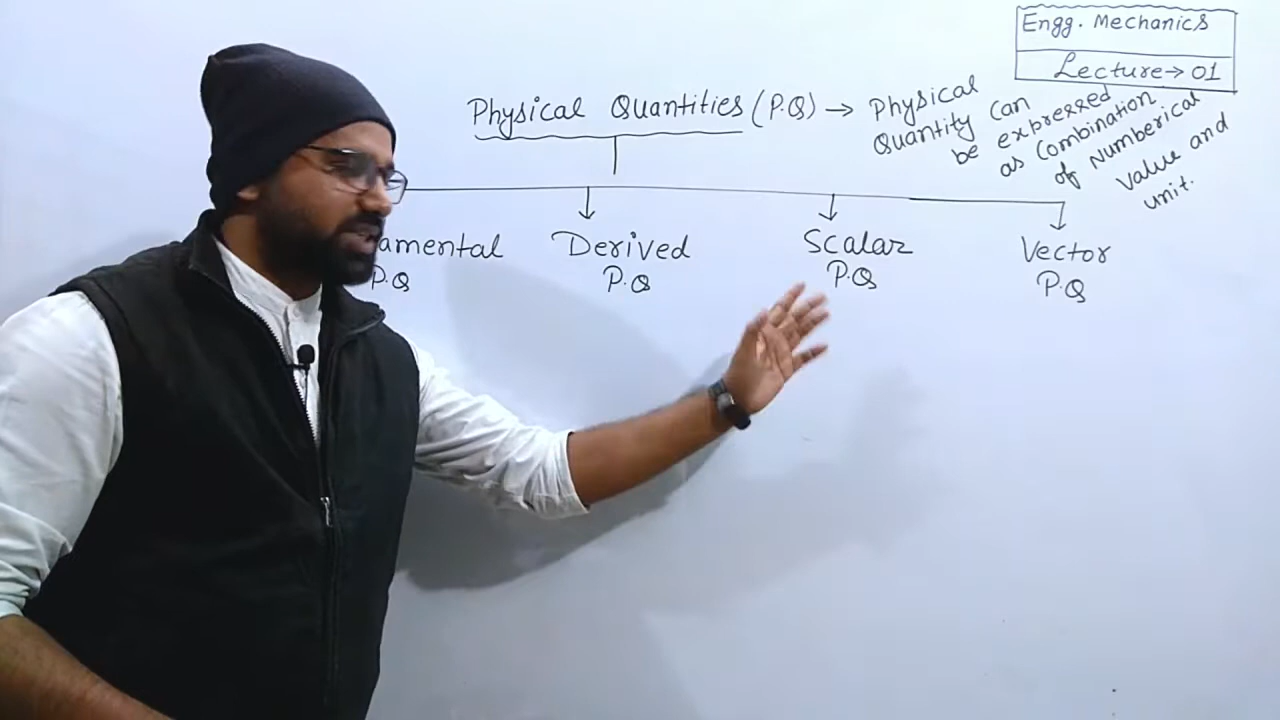 Engg. Mechanics
Lecture→01
Physical Quantities (P.Q) → Physical
Quantity can
be expressed
as Combination
of Numberical
Value and
unit.
amental
P.Q
Derived
P.Q
Scalar
P.Q
Vector
P.Q